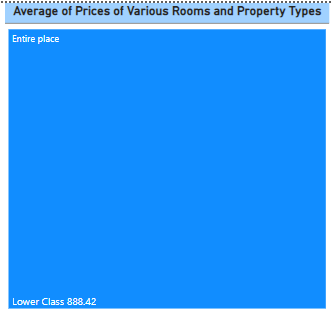 Average of Prices of Various Rooms and Property Types
Entire place
Lower Class 888.42